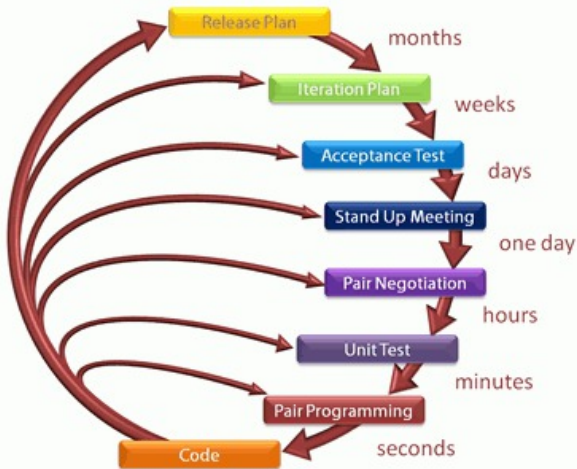 Release Plan
months
Iteration Plan
weeks
Acceptance Test
days
Stand Up Meeting
one day
Pair Negotiation
hours
Unit Test
minutes
Pair Programming
seconds
Code